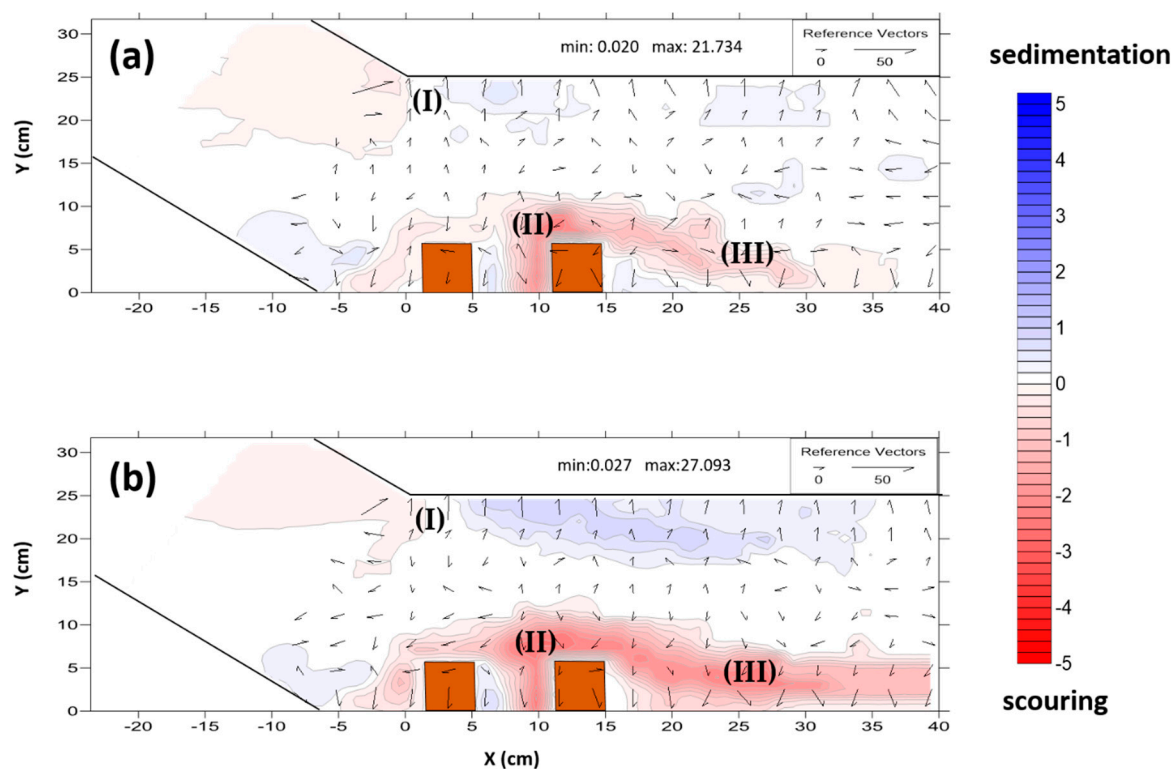 (a)
min: 0.020 max: 21.734
Reference Vectors
0 50
(I)
(II)
(III)
Y (cm)
30
25
20
15
10
5
0
-20 -15 -10 -5 0 5 10 15 20 25 30 35 40
(b)
min:0.027 max:27.093
Reference Vectors
0 50
(I)
(II)
(III)
Y (cm)
30
25
20
15
10
5
0
-20 -15 -10 -5 0 5 10 15 20 25 30 35 40
X (cm)
sedimentation
5
4
3
2
1
0
-1
-2
-3
-4
-5
scouring